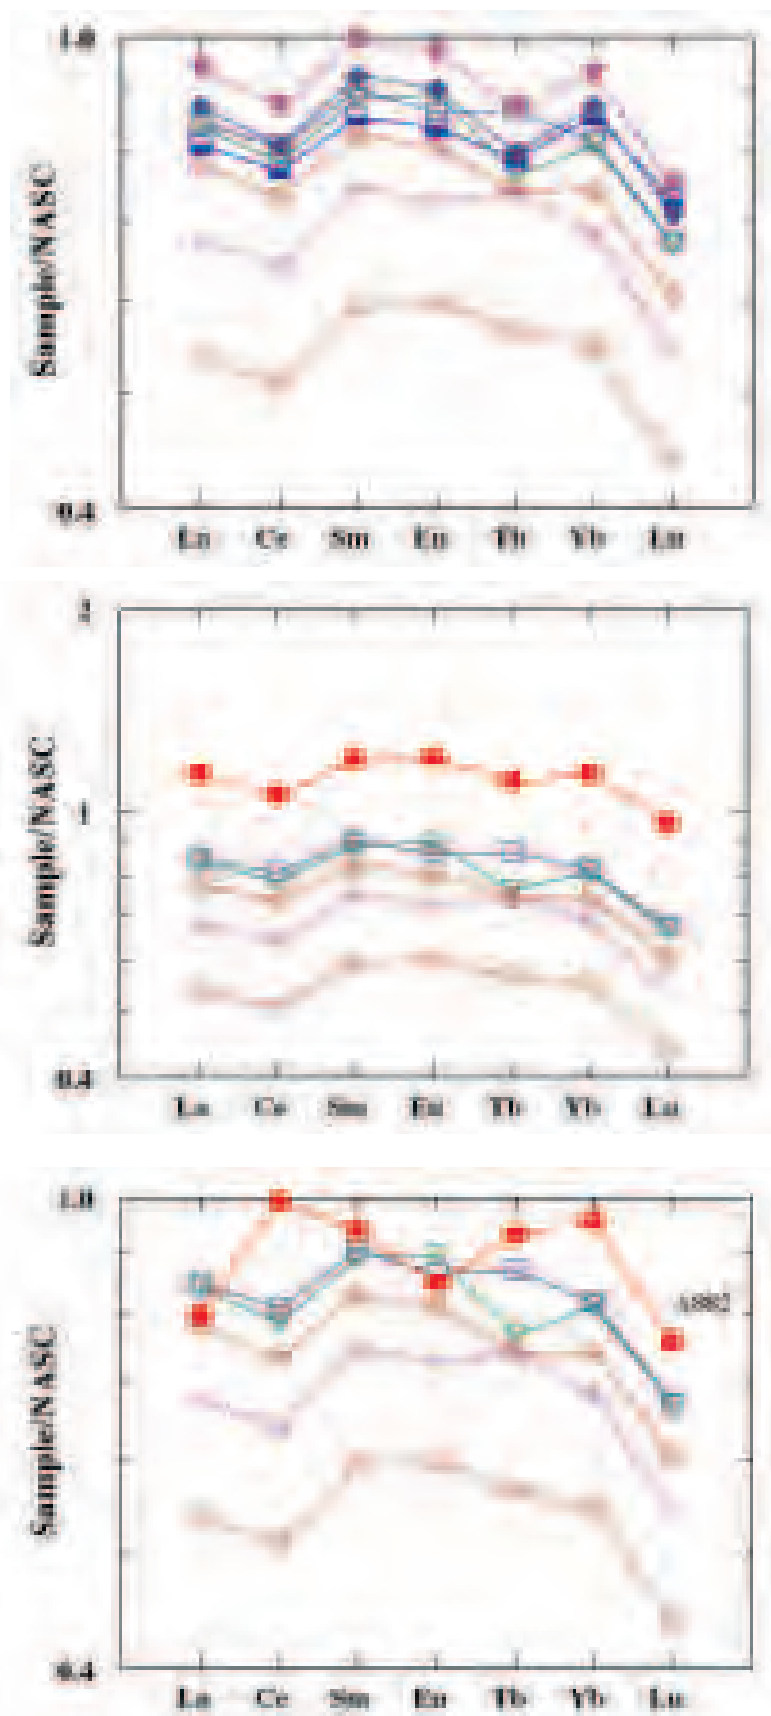 1.0
Sample/NASC
0.4
La Ce Sm Eu Tb Yb Lu
2
1
Sample/NASC
0.4
La Ce Sm Eu Tb Yb Lu
1.0
Sample/NASC
0.4
La Ce Sm Eu Tb Yb Lu